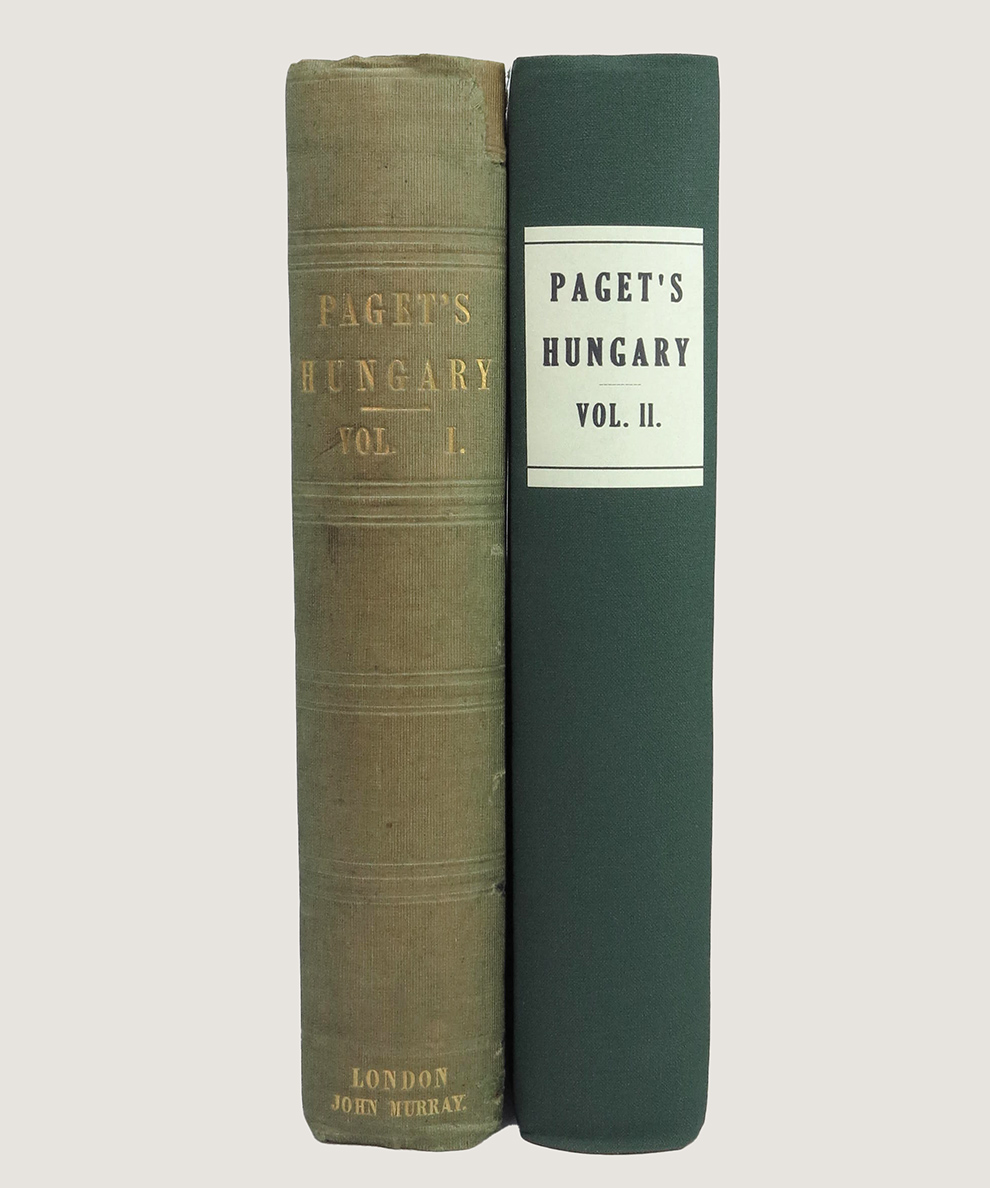 PAGET'S
HUNGARY
VOL. I.
LONDON
JOHN MURRAY.
PAGET'S
HUNGARY
VOL. II.